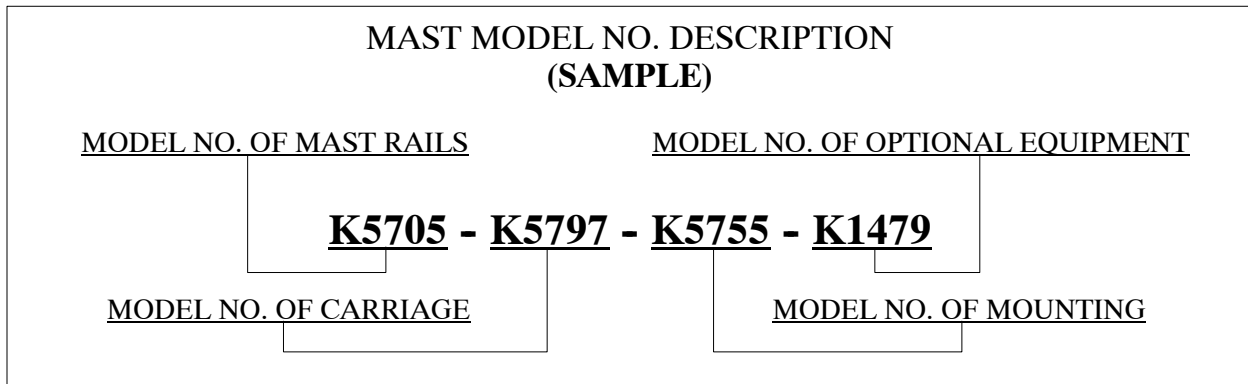 MAST MODEL NO. DESCRIPTION
(SAMPLE)
MODEL NO. OF MAST RAILS
MODEL NO. OF OPTIONAL EQUIPMENT
K5705 - K5797 - K5755 - K1479
MODEL NO. OF CARRIAGE
MODEL NO. OF MOUNTING